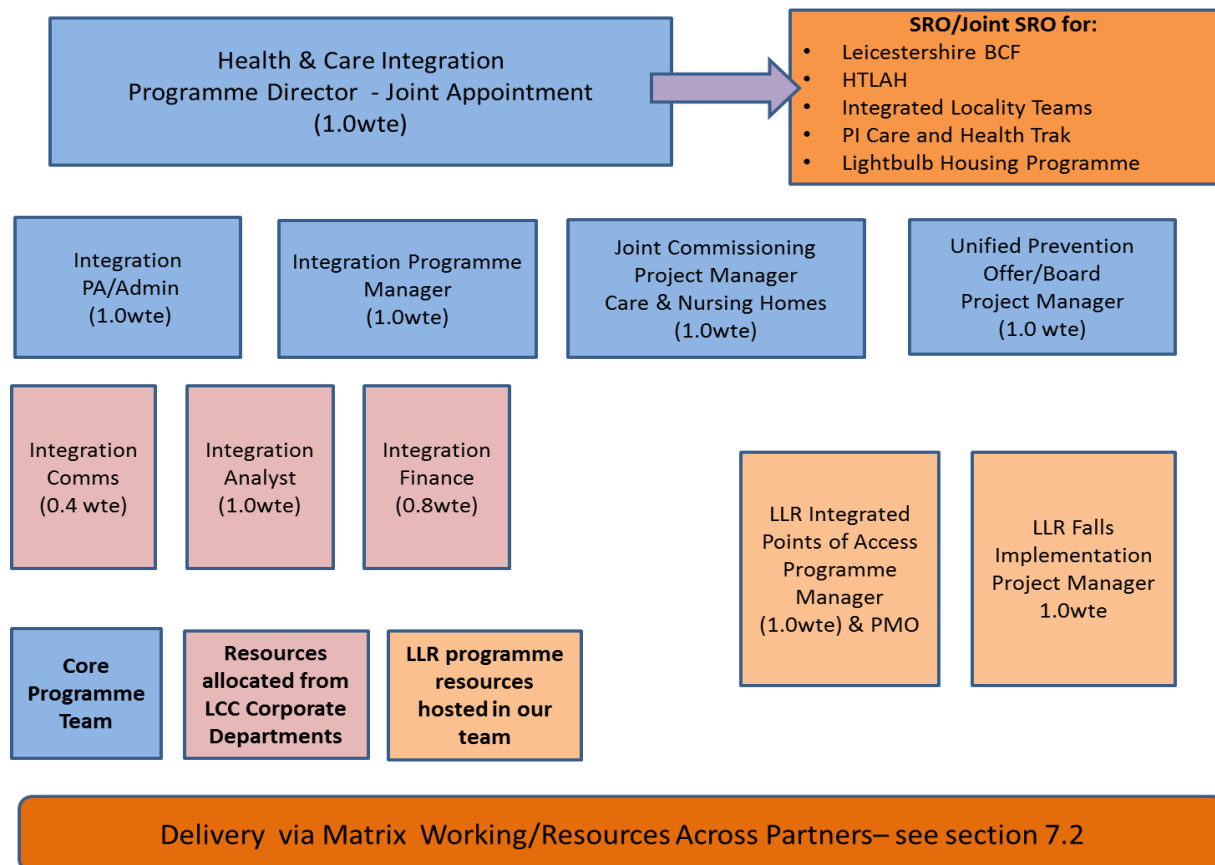 Health & Care Integration
Programme Director - Joint Appointment
(1.0wte)
SRO/Joint SRO for:
• Leicestershire BCF
• HTLAH
• Integrated Locality Teams
• PI Care and Health Trak
• Lightbulb Housing Programme
Integration
PA/Admin
(1.0wte)
Integration Programme
Manager
(1.0wte)
Joint Commissioning
Project Manager
Care & Nursing Homes
(1.0wte)
Unified Prevention
Offer/Board
Project Manager
(1.0 wte)
Integration
Comms
(0.4 wte)
Integration
Analyst
(1.0wte)
Integration
Finance
(0.8wte)
LLR Integrated
Points of Access
Programme
Manager
(1.0wte) & PMO
LLR Falls
Implementation
Project Manager
1.0wte
Core
Programme
Team
Resources
allocated from
LCC Corporate
Departments
LLR programme
resources
hosted in our
team
Delivery via Matrix Working/Resources Across Partners– see section 7.2